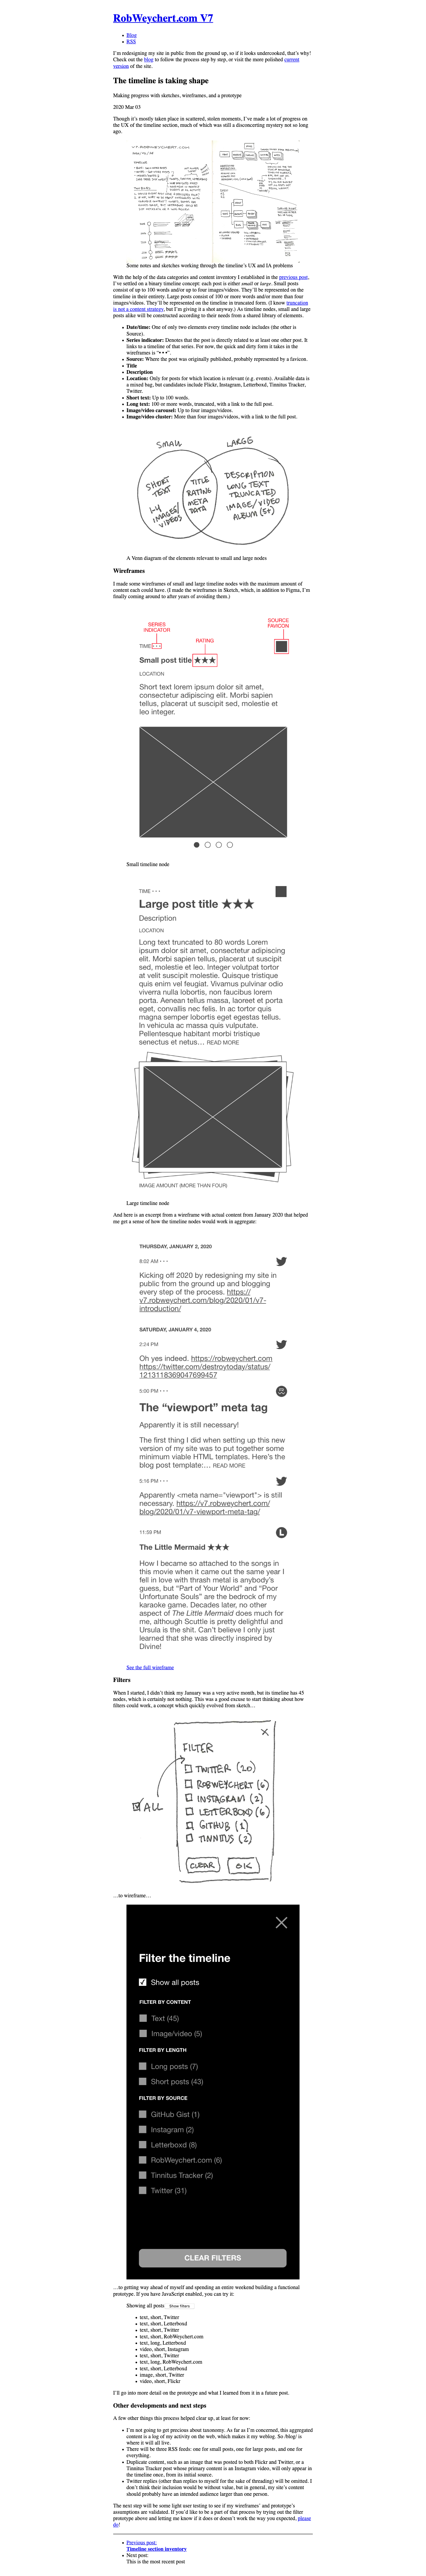 RobWeychert.com V7
Blog
RSS
I'm redesigning my site in public from the ground up, so if it looks undercooked, that's why!
Check out the blog to follow the process step by step, or visit the more polished current
version of the site.
The timeline is taking shape
Making progress with sketches, wireframes, and a prototype
2020 Mar 03
Though it's mostly taken place in scattered, stolen moments, I've made a lot of progress on
the UX of the timeline section, much of which was still a disconcerting mystery not so long
ago.
Some notes and sketches working through the timeline's UX and IA problems
With the help of the data categories and content inventory I established in the previous post,
I've settled on a binary timeline concept: each post is either small or large. Small posts
consist of up to 100 words and/or up to four images/videos. They'll be represented on the
timeline in their entirety. Large posts consist of 100 or more words and/or more than four
images/videos. They'll be represented on the timeline in truncated form. (I know truncation
is not a content strategy, but I'm giving it a shot anyway.) As timeline nodes, small and large
posts alike will be constructed according to their needs from a shared library of elements.
Date/time: One of only two elements every timeline node includes (the other is
Source).
Series indicator: Denotes that the post is directly related to at least one other post. It
links to a timeline of that series. For now, the quick and dirty form it takes in the
wireframes is "• • •".
Source: Where the post was originally published, probably represented by a favicon.
Title
Description
Location: Only for posts for which location is relevant (e.g. events). Available data is
a mixed bag, but candidates include Flickr, Instagram, Letterboxd, Tinnitus Tracker,
Twitter.
Short text: Up to 100 words.
Long text: 100 or more words, truncated, with a link to the full post.
Image/video carousel: Up to four images/videos.
Image/video cluster: More than four images/videos, with a link to the full post.
SMALL
LARGE
SHORT
TEXT
1-4
IMAGES/
VIDEOS
TITLE
RATING
META
DATA
DESCRIPTION
LONG TEXT
TRUNCATED
IMAGE/VIDEO
ALBUM (5+)
A Venn diagram of the elements relevant to small and large nodes
Wireframes
I made some wireframes of small and large timeline nodes with the maximum amount of
content each could have. (I made the wireframes in Sketch, which, in addition to Figma, I'm
finally coming around to after years of avoiding them.)
SERIES
INDICATOR
RATING
SOURCE
FAVICON
TIME • • •
Small post title ★★★
LOCATION
Short text lorem ipsum dolor sit amet,
consectetur adipiscing elit. Morbi sapien
tellus, placerat ut suscipit sed, molestie et
leo integer.
Small timeline node
TIME • • •
Large post title ★★★
Description
LOCATION
Long text truncated to 80 words Lorem
ipsum dolor sit amet, consectetur adipiscing
elit. Morbi sapien tellus, placerat ut suscipit
sed, molestie et leo. Integer volutpat tortor
at velit suscipit molestie. Quisque tristique
quis enim vel feugiat. Vivamus pulvinar odio
viverra nulla lobortis, non faucibus lorem
porta. Aenean tellus massa, laoreet et porta
eget, convallis nec felis. In ac tortor quis
magna semper lobortis eget egestas tellus.
In vehicula ac massa quis vulputate.
Pellentesque habitant morbi tristique
senectus et netus… READ MORE
IMAGE AMOUNT (MORE THAN FOUR)
Large timeline node
And here is an excerpt from a wireframe with actual content from January 2020 that helped
me get a sense of how the timeline nodes would work in aggregate:
THURSDAY, JANUARY 2, 2020
8:02 AM • • •
Kicking off 2020 by redesigning my site in
public from the ground up and blogging
every step of the process. https://
v7.robweychert.com/blog/2020/01/v7-
introduction/
SATURDAY, JANUARY 4, 2020
2:24 PM
Oh yes indeed. https://robweychert.com
https://twitter.com/destroytoday/status/
1213118369047699457
5:00 PM • • •
The "viewport" meta tag
Apparently it is still necessary!
The first thing I did when setting up this new
version of my site was to put together some
minimum viable HTML templates. Here's the
blog post template:… READ MORE
5:16 PM • • •
Apparently <meta name="viewport"> is still
necessary. https://v7.robweychert.com/
blog/2020/01/v7-viewport-meta-tag/
11:59 PM
L
The Little Mermaid ★★★
How I became so attached to the songs in
this movie when it came out the same year I
fell in love with thrash metal is anybody's
guess, but "Part of Your World" and "Poor
Unfortunate Souls" are the bedrock of my
karaoke game. Decades later, no other
aspect of The Little Mermaid does much for
me, although Scuttle is pretty delightful and
Ursula is the shit. Can't believe I only just
learned that she was directly inspired by
Divine!
See the full wireframe
Filters
When I started, I didn't think my January was a very active month, but its timeline has 45
nodes, which is certainly not nothing. This was a good excuse to start thinking about how
filters could work, a concept which quickly evolved from sketch…
FILTER
ALL
TWITTER (20)
ROBWEYCHERT (6)
INSTAGRAM (2)
LETTERBOXD (6)
GITHUB (1)
TINNITUS (2)
CLEAR
OK
…to wireframe…
Filter the timeline
Show all posts
FILTER BY CONTENT
Text (45)
Image/video (5)
FILTER BY LENGTH
Long posts (7)
Short posts (43)
FILTER BY SOURCE
GitHub Gist (1)
Instagram (2)
Letterboxd (8)
RobWeychert.com (6)
Tinnitus Tracker (2)
Twitter (31)
CLEAR FILTERS
…to getting way ahead of myself and spending an entire weekend building a functional
prototype. If you have JavaScript enabled, you can try it:
Showing all posts Show filters
text, short, Twitter
text, short, Letterboxd
text, short, Twitter
text, short, RobWeychert.com
text, long, Letterboxd
video, short, Instagram
text, short, Twitter
text, long, RobWeychert.com
text, short, Letterboxd
image, short, Twitter
video, short, Flickr
I'll go into more detail on the prototype and what I learned from it in a future post.
Other developments and next steps
A few other things this process helped clear up, at least for now:
I'm not going to get precious about taxonomy. As far as I'm concerned, this aggregated
content is a log of my activity on the web, which makes it my weblog. So /blog/ is
where it will all live.
There will be three RSS feeds: one for small posts, one for large posts, and one for
everything.
Duplicate content, such as an image that was posted to both Flickr and Twitter, or a
Tinnitus Tracker post whose primary content is an Instagram video, will only appear in
the timeline once, from its initial source.
Twitter replies (other than replies to myself for the sake of threading) will be omitted. I
don't think their inclusion would be without value, but in general, my site's content
should probably have an intended audience larger than one person.
The next step will be some light user testing to see if my wireframes' and prototype's
assumptions are validated. If you'd like to be a part of that process by trying out the filter
prototype above and letting me know if it does or doesn't work the way you expected, please
do!
Previous post:
Timeline section inventory
Next post:
This is the most recent post